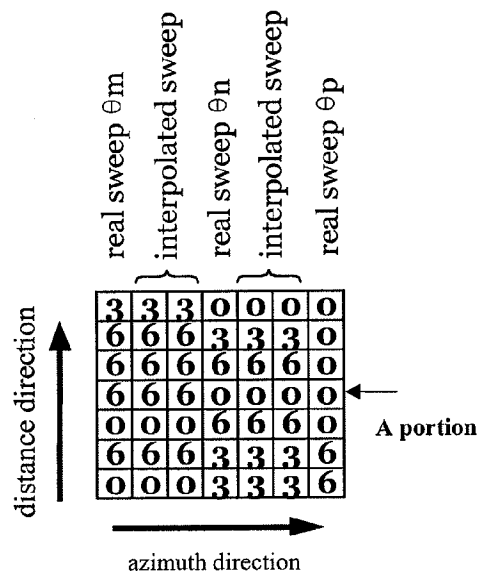 real sweep θm
interpolated sweep
real sweep θn
interpolated sweep
real sweep θp
3 3 3 0 0 0 0
6 6 6 3 3 3 0
6 6 6 6 6 6 0
6 6 6 0 0 0 0
0 0 0 6 6 6 0
6 6 6 3 3 3 6
0 0 0 3 3 3 6
distance direction
A portion
azimuth direction